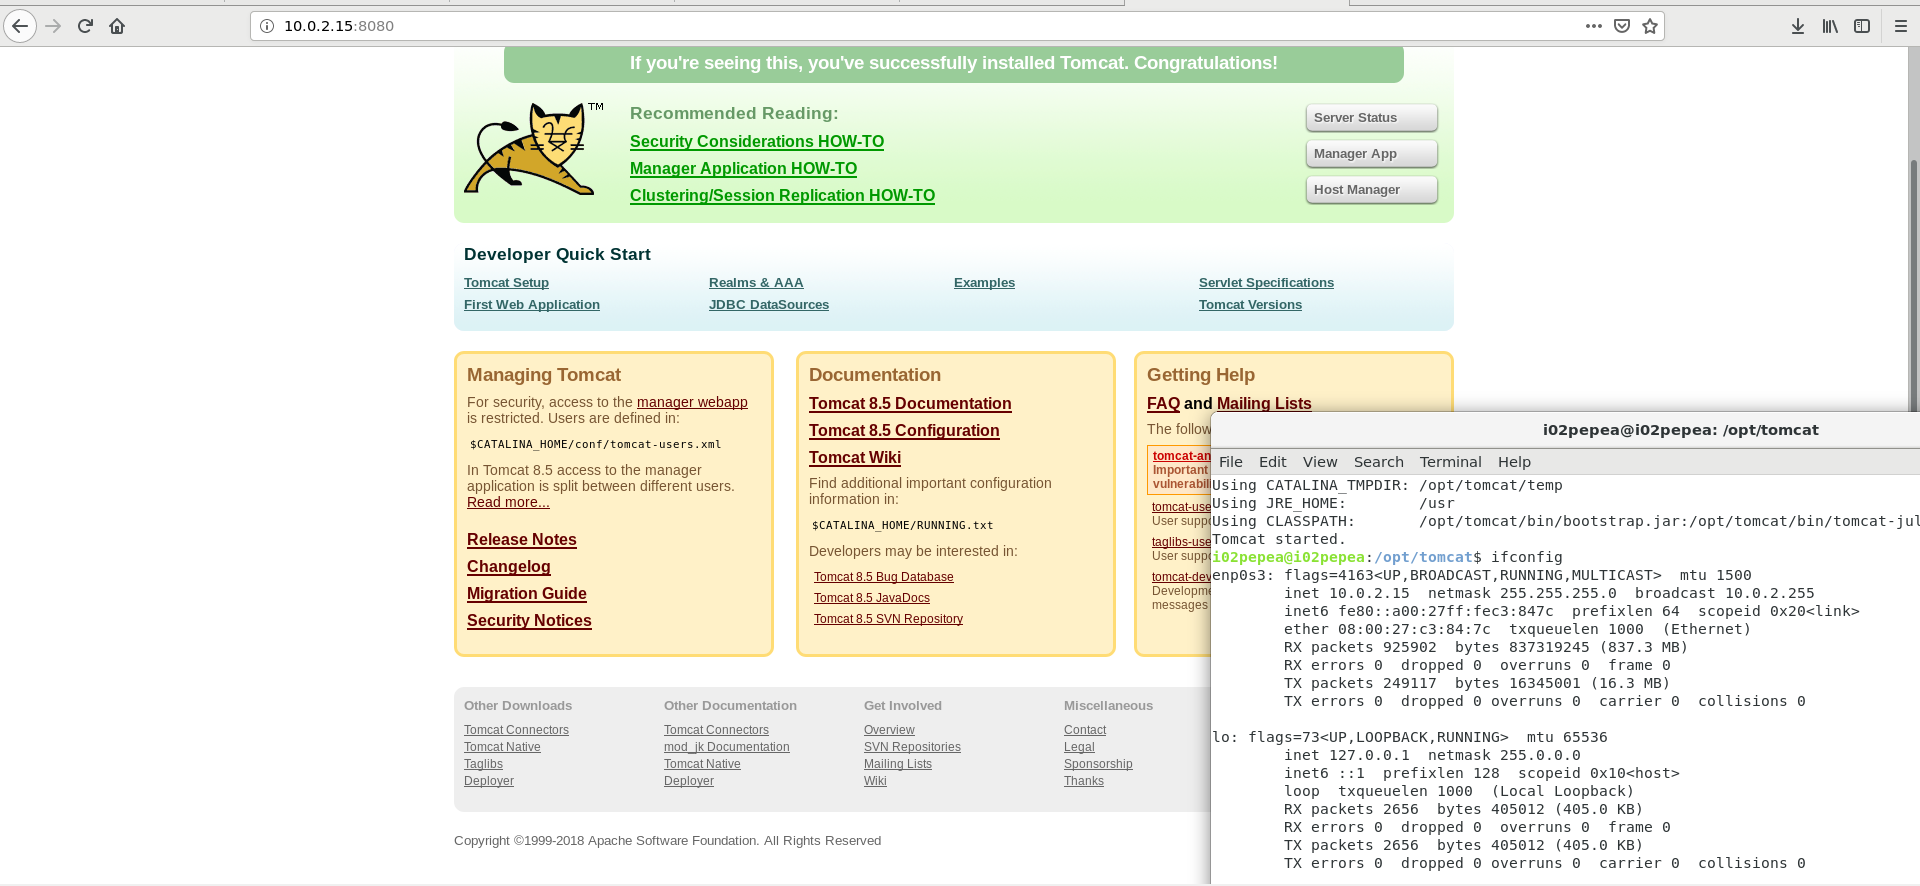 10.0.2.15:8080
If you're seeing this, you've successfully installed Tomcat. Congratulations!
TM
Recommended Reading:
Security Considerations HOW-TO
Manager Application HOW-TO
Clustering/Session Replication HOW-TO
Server Status
Manager App
Host Manager
Developer Quick Start
Tomcat Setup
First Web Application
Realms & AAA
JDBC DataSources
Examples
Servlet Specifications
Tomcat Versions
Managing Tomcat
For security, access to the manager webapp
is restricted. Users are defined in:
$CATALINA_HOME/conf/tomcat-users.xml
In Tomcat 8.5 access to the manager
application is split between different users.
Read more...
Release Notes
Changelog
Migration Guide
Security Notices
Documentation
Tomcat 8.5 Documentation
Tomcat 8.5 Configuration
Tomcat Wiki
Find additional important configuration
information in:
$CATALINA_HOME/RUNNING.txt
Developers may be interested in:
Tomcat 8.5 Bug Database
Tomcat 8.5 JavaDocs
Tomcat 8.5 SVN Repository
Getting Help
FAQ and Mailing Lists
The follow
tomcat-an
Important
vulnerabil
tomcat-use
User suppo
taglibs-use
User suppo
tomcat-dev
Developme
messages
Other Downloads
Tomcat Connectors
Tomcat Native
Taglibs
Deployer
Other Documentation
Tomcat Connectors
mod_jk Documentation
Tomcat Native
Deployer
Get Involved
Overview
SVN Repositories
Mailing Lists
Wiki
Miscellaneous
Contact
Legal
Sponsorship
Thanks
Copyright ©1999-2018 Apache Software Foundation. All Rights Reserved
i02pepea@i02pepea: /opt/tomcat
File Edit View Search Terminal Help
Using CATALINA_TMPDIR: /opt/tomcat/temp
Using JRE_HOME:        /usr
Using CLASSPATH:       /opt/tomcat/bin/bootstrap.jar:/opt/tomcat/bin/tomcat-jul
Tomcat started.
i02pepea@i02pepea:/opt/tomcat$ ifconfig
enp0s3: flags=4163<UP,BROADCAST,RUNNING,MULTICAST>  mtu 1500
        inet 10.0.2.15  netmask 255.255.255.0  broadcast 10.0.2.255
        inet6 fe80::a00:27ff:fec3:847c  prefixlen 64  scopeid 0x20<link>
        ether 08:00:27:c3:84:7c  txqueuelen 1000  (Ethernet)
        RX packets 925902  bytes 837319245 (837.3 MB)
        RX errors 0  dropped 0  overruns 0  frame 0
        TX packets 249117  bytes 16345001 (16.3 MB)
        TX errors 0  dropped 0 overruns 0  carrier 0  collisions 0
lo: flags=73<UP,LOOPBACK,RUNNING>  mtu 65536
        inet 127.0.0.1  netmask 255.0.0.0
        inet6 ::1  prefixlen 128  scopeid 0x10<host>
        loop  txqueuelen 1000  (Local Loopback)
        RX packets 2656  bytes 405012 (405.0 KB)
        RX errors 0  dropped 0  overruns 0  frame 0
        TX packets 2656  bytes 405012 (405.0 KB)
        TX errors 0  dropped 0 overruns 0  carrier 0  collisions 0